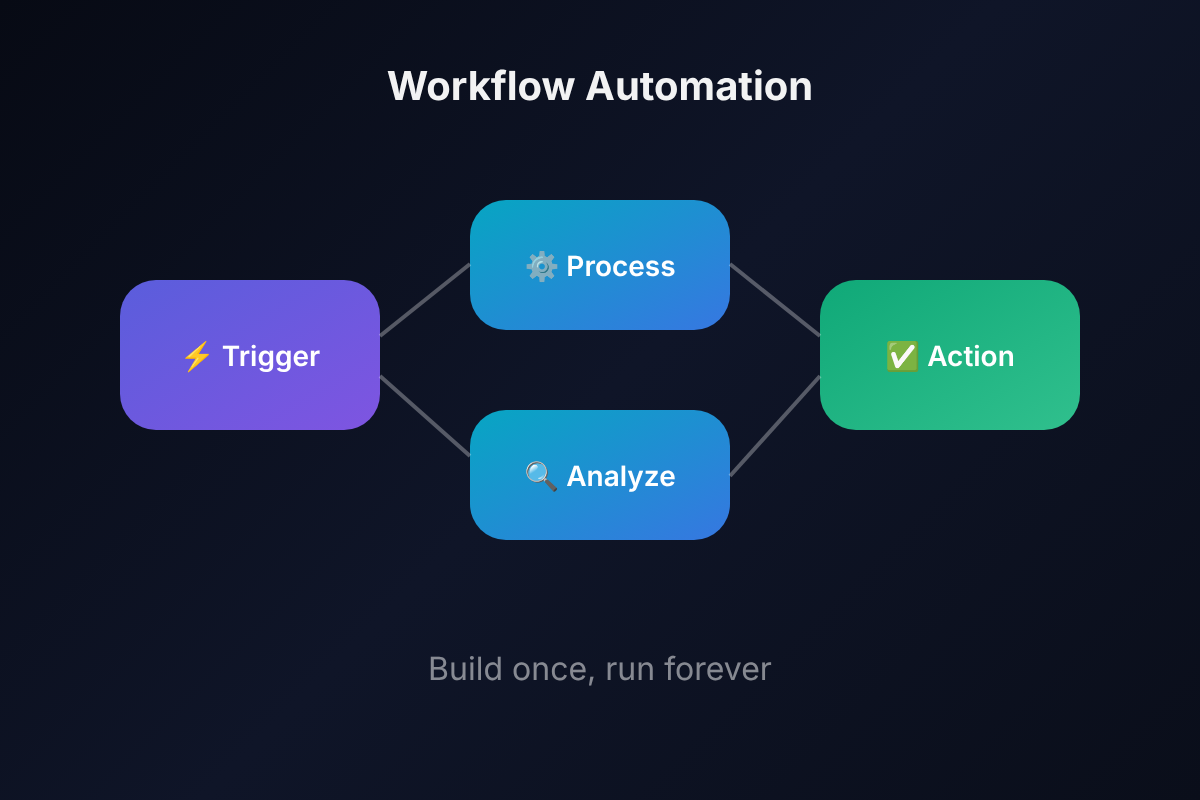 Workflow Automation
⚙️ Process
⚡ Trigger
✅ Action
🔍 Analyze
Build once, run forever